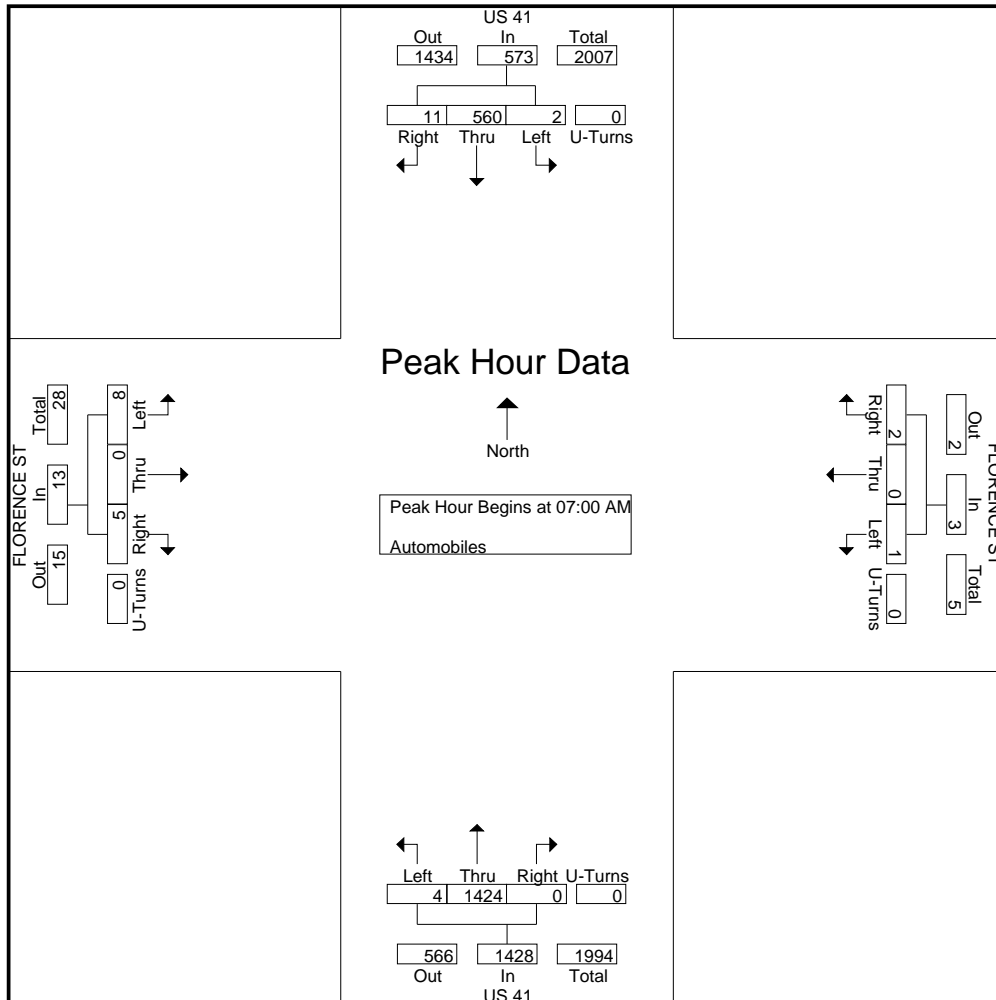 US 41
Out In Total
1434 573 2007
11 560 2 0
Right Thru Left U-Turns
Peak Hour Data
North
Peak Hour Begins at 07:00 AM
Automobiles
FLORENCE ST
Total In Out
28 13 15
8 0 5 0
Left Thru Right U-Turns
FLORENCE ST
Out In Total
2 3 5
2 0 1 0
Right Thru Left U-Turns
Left Thru Right U-Turns
4 1424 0 0
566 1428 1994
Out In Total
US 41